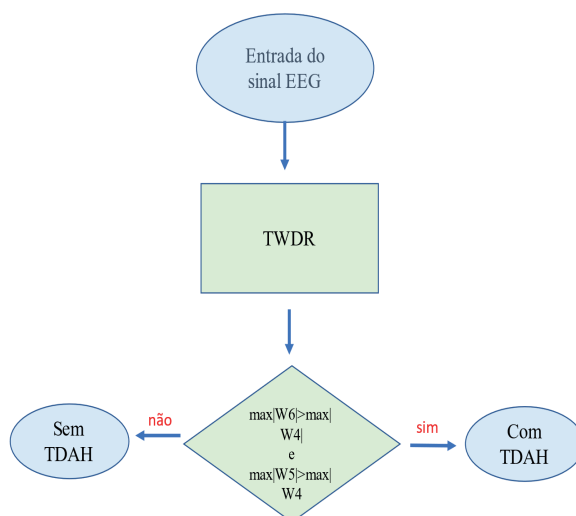 Entrada do
sinal EEG
TWDR
max|W6|>max|
W4|
e
max|W5|>max|
W4
não
sim
Sem
TDAH
Com
TDAH